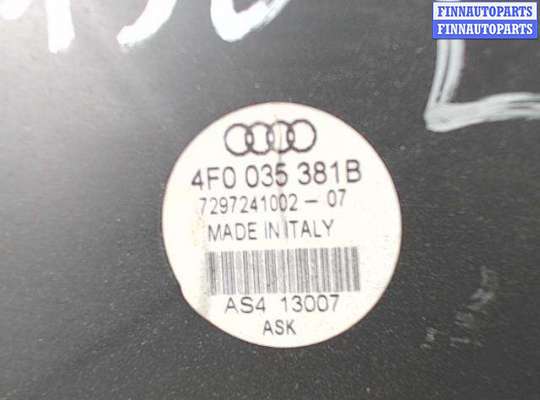 FINNAUTOPARTS
FINNAUTOPARTS
4F0 035 381B
7297241002-07
MADE IN ITALY
AS4 13007
ASK